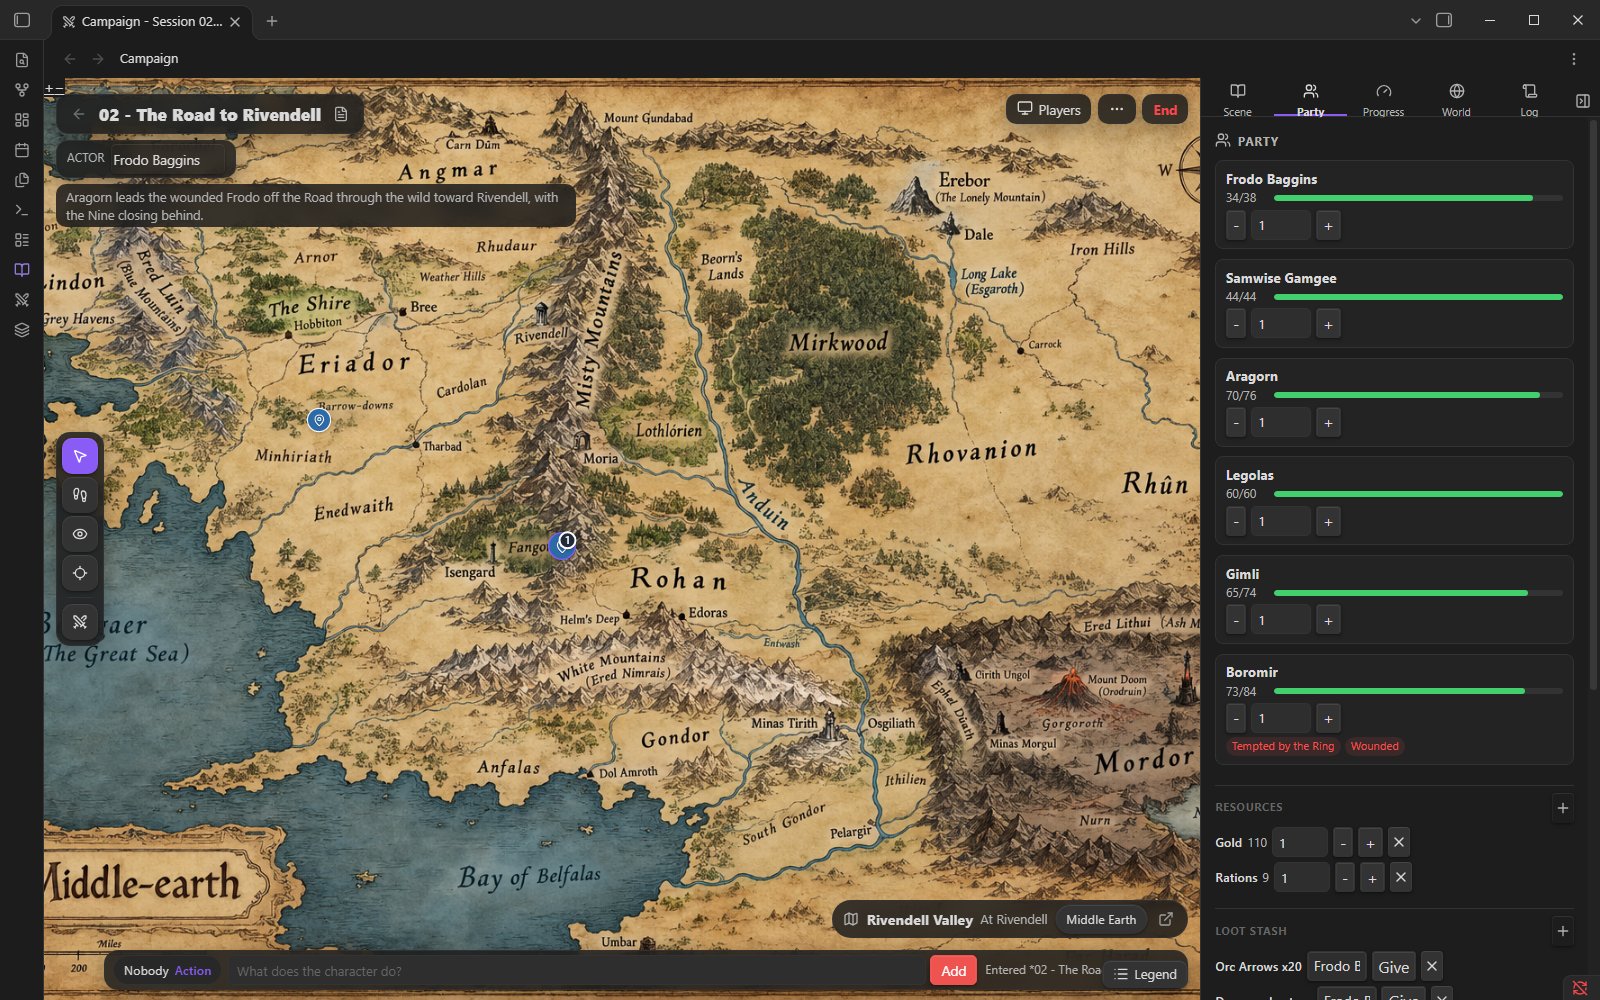 Campaign - Session 02...
Campaign
02 - The Road to Rivendell
ACTOR Frodo Baggins
Aragorn leads the wounded Frodo off the Road through the wild toward Rivendell, with
the Nine closing behind.
Players
End
Mount Gundabad
Carn Dûm
Angmar
W
Erebor
(The Lonely Mountain)
Dale
Iron Hills
Rhudaur
Arnor
Weather Hills
Beorn's
Lands
Long Lake
(Esgaroth)
Ered Luin
(Blue Mountains)
Grey Havens
The Shire
Hobbiton
Bree
Rivendell
Misty Mountains
Mirkwood
Carrock
Eriador
Cardolan
Barrow-downs
Minhiriath
Tharbad
Lothlórien
Moria
Rhovanion
Rhûn
Anduin
Enedwaith
1
Isengard
Rohan
Helm's Deep
Edoras
Entwash
Ered Lithui
(The Great Sea)
White Mountains
(Ered Nimrais)
Cirith Ungol
Mount Doom
(Orodruin)
Ephel Dúath
Gorgoroth
Minas Tirith
Osgiliath
Minas Morgul
Gondor
Mordor
Anfalas
Dol Amroth
Ithilien
South Gondor
Pelargir
Nurn
Middle-earth
Bay of Belfalas
Miles
200
Umbar
Rivendell Valley At Rivendell Middle Earth
Nobody Action What does the character do? Add Entered *02 - The Roa
Legend
Scene
Party
Progress
World
Log
PARTY
Frodo Baggins
34/38
- 1 +
Samwise Gamgee
44/44
- 1 +
Aragorn
70/76
- 1 +
Legolas
60/60
- 1 +
Gimli
65/74
- 1 +
Boromir
73/84
- 1 +
Tempted by the Ring Wounded
RESOURCES
Gold 110 1 - +
Rations 9 1 - +
LOOT STASH
Orc Arrows x20 Frodo B Give